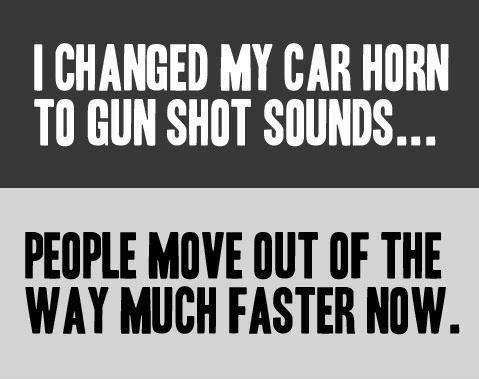 I CHANGED MY CAR HORN
TO GUN SHOT SOUNDS...
PEOPLE MOVE OUT OF THE
WAY MUCH FASTER NOW.